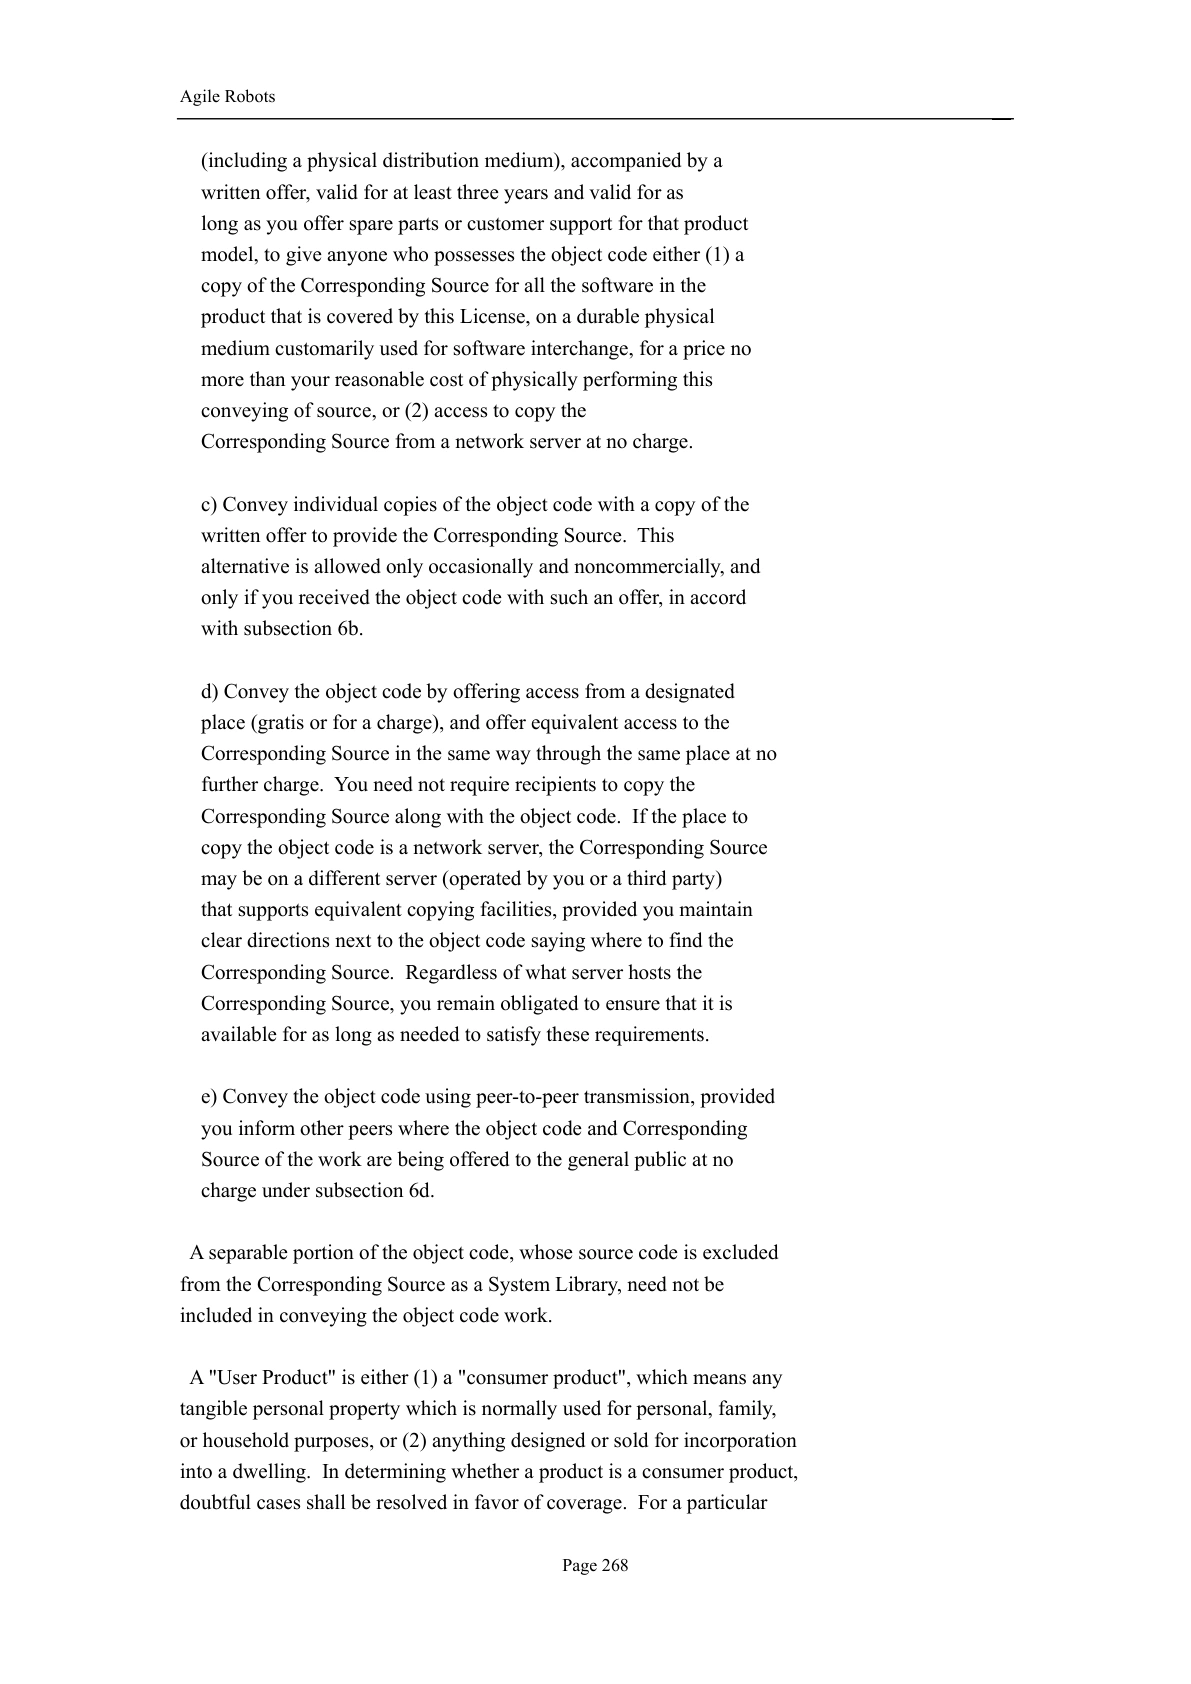 Agile Robots
(including a physical distribution medium), accompanied by a
written offer, valid for at least three years and valid for as
long as you offer spare parts or customer support for that product
model, to give anyone who possesses the object code either (1) a
copy of the Corresponding Source for all the software in the
product that is covered by this License, on a durable physical
medium customarily used for software interchange, for a price no
more than your reasonable cost of physically performing this
conveying of source, or (2) access to copy the
Corresponding Source from a network server at no charge.
c) Convey individual copies of the object code with a copy of the
written offer to provide the Corresponding Source.  This
alternative is allowed only occasionally and noncommercially, and
only if you received the object code with such an offer, in accord
with subsection 6b.
d) Convey the object code by offering access from a designated
place (gratis or for a charge), and offer equivalent access to the
Corresponding Source in the same way through the same place at no
further charge.  You need not require recipients to copy the
Corresponding Source along with the object code.  If the place to
copy the object code is a network server, the Corresponding Source
may be on a different server (operated by you or a third party)
that supports equivalent copying facilities, provided you maintain
clear directions next to the object code saying where to find the
Corresponding Source.  Regardless of what server hosts the
Corresponding Source, you remain obligated to ensure that it is
available for as long as needed to satisfy these requirements.
e) Convey the object code using peer-to-peer transmission, provided
you inform other peers where the object code and Corresponding
Source of the work are being offered to the general public at no
charge under subsection 6d.
A separable portion of the object code, whose source code is excluded
from the Corresponding Source as a System Library, need not be
included in conveying the object code work.
A "User Product" is either (1) a "consumer product", which means any
tangible personal property which is normally used for personal, family,
or household purposes, or (2) anything designed or sold for incorporation
into a dwelling.  In determining whether a product is a consumer product,
doubtful cases shall be resolved in favor of coverage.  For a particular
Page 268